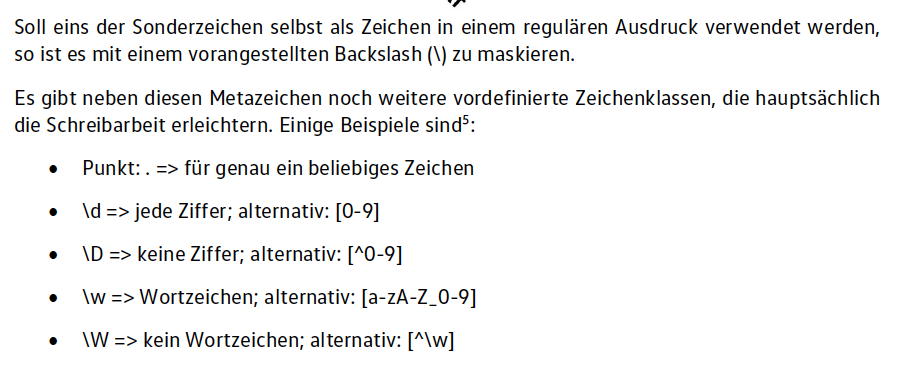 Soll eins der Sonderzeichen selbst als Zeichen in einem regulären Ausdruck verwendet werden,
so ist es mit einem vorangestellten Backslash (\) zu maskieren.
Es gibt neben diesen Metazeichen noch weitere vordefinierte Zeichenklassen, die hauptsächlich
die Schreibarbeit erleichtern. Einige Beispiele sind⁵:
• Punkt: . => für genau ein beliebiges Zeichen
• \d => jede Ziffer; alternativ: [0-9]
• \D => keine Ziffer; alternativ: [^0-9]
• \w => Wortzeichen; alternativ: [a-zA-Z_0-9]
• \W => kein Wortzeichen; alternativ: [^\w]